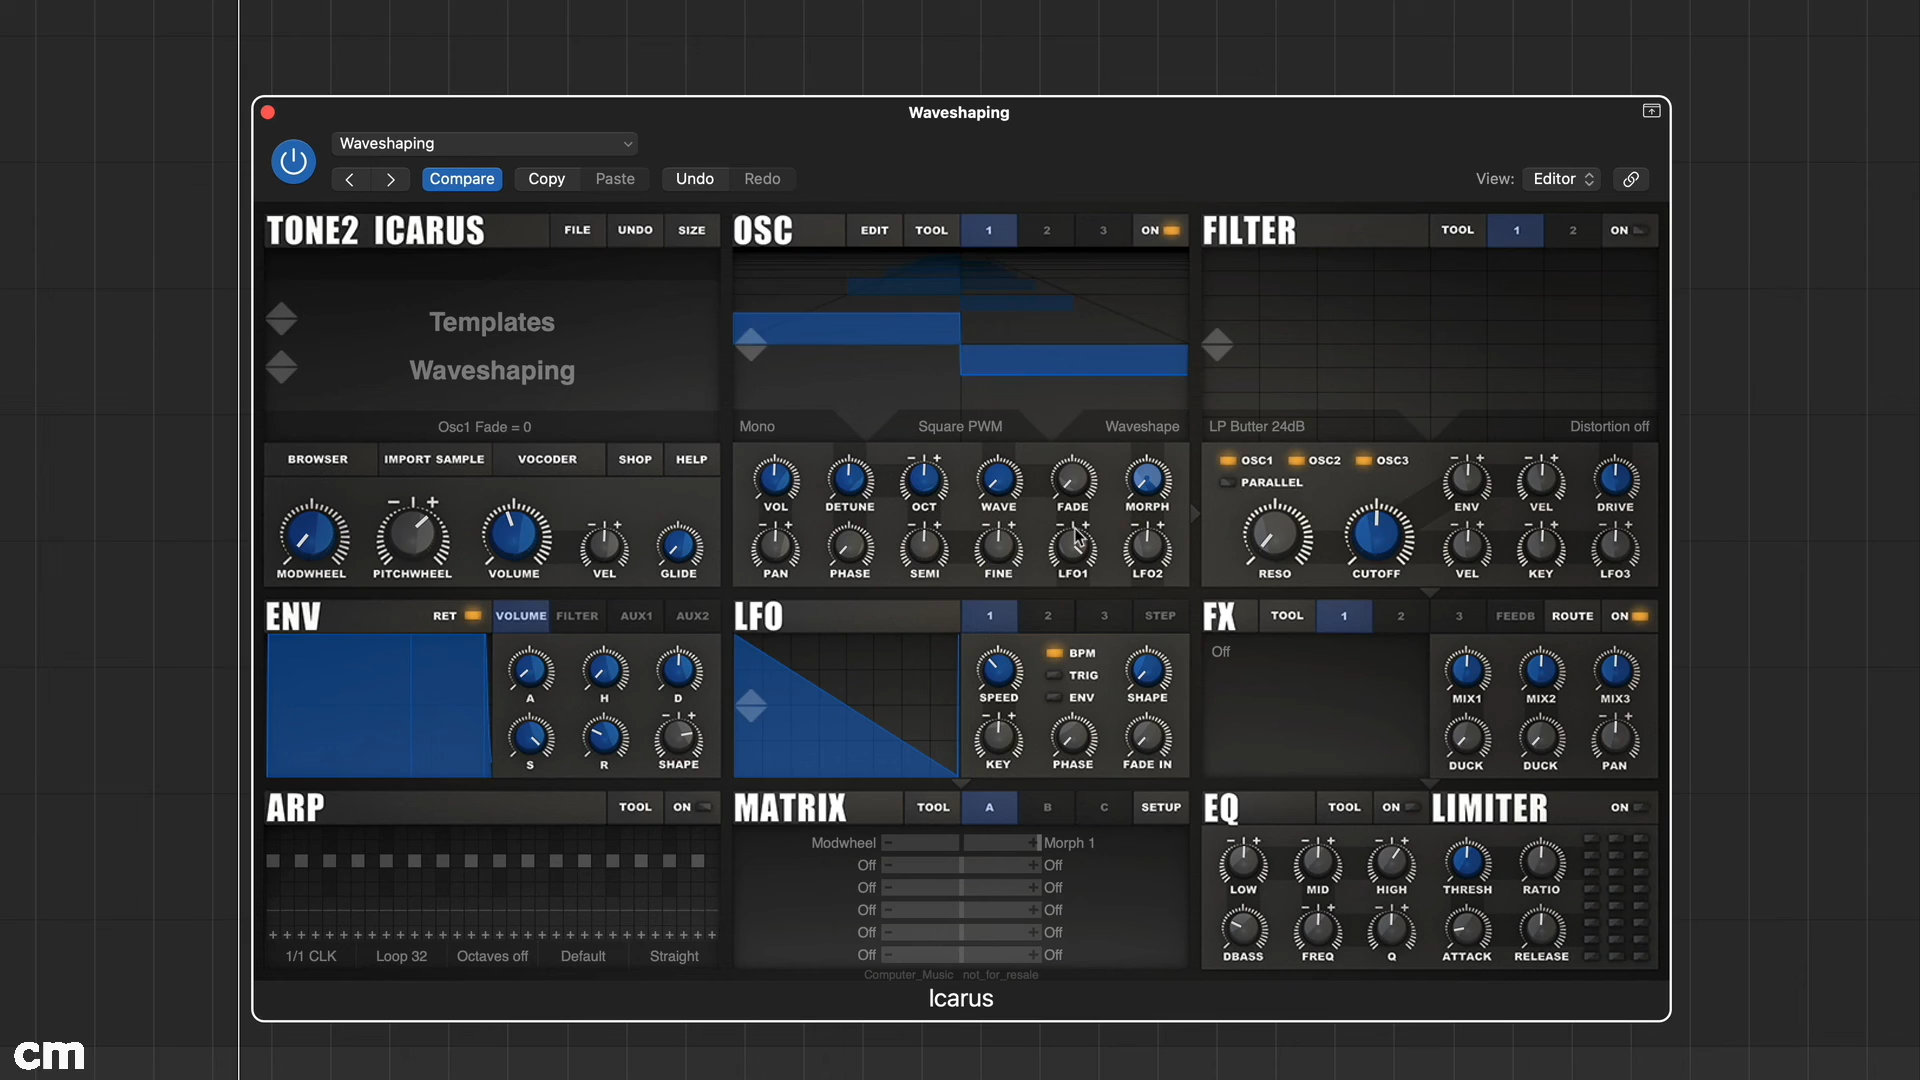 Waveshaping
Waveshaping
Compare Copy Paste Undo Redo View: Editor
TONE2 ICARUS FILE UNDO SIZE
Templates
Waveshaping
Osc1 Fade = 0
BROWSER IMPORT SAMPLE VOCODER SHOP HELP
MODWHEEL PITCHWHEEL VOLUME VEL GLIDE
OSC EDIT TOOL 1 2 3 ON
Mono Square PWM Waveshape
VOL DETUNE OCT WAVE FADE MORPH
PAN PHASE SEMI FINE LFO1 LFO2
FILTER TOOL 1 2 ON
LP Butter 24dB Distortion off
OSC1 OSC2 OSC3
PARALLEL
ENV VEL DRIVE
RESO CUTOFF VEL KEY LFO3
ENV RET VOLUME FILTER AUX1 AUX2
A H D
S R SHAPE
LFO 1 2 3 STEP
BPM
TRIG
ENV
SPEED SHAPE
KEY PHASE FADE IN
FX TOOL 1 2 3 FEEDB ROUTE ON
Off
MIX1 MIX2 MIX3
DUCK DUCK PAN
ARP TOOL ON
1/1 CLK Loop 32 Octaves off Default Straight
MATRIX TOOL A B C SETUP
Modwheel - + Morph 1
Off - + Off
Off - + Off
Off - + Off
Off - + Off
Off - + Off
Computer_Music not_for_resale
EQ TOOL ON LIMITER ON
LOW MID HIGH THRESH RATIO
DBASS FREQ Q ATTACK RELEASE
Icarus
cm